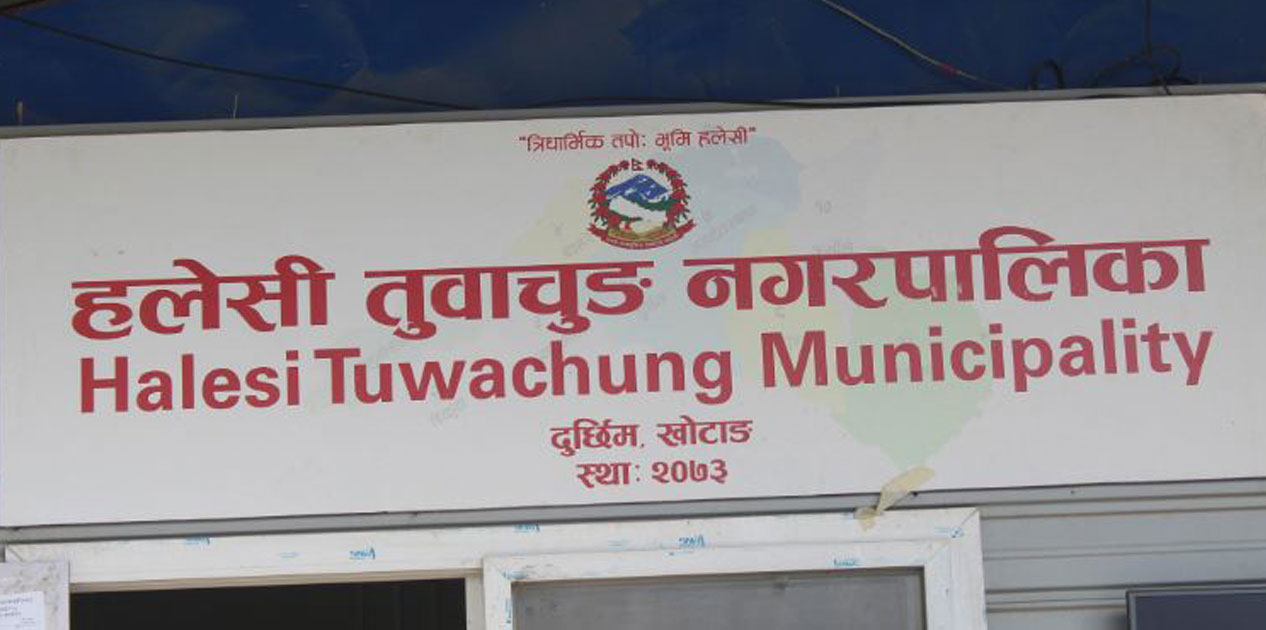 "त्रिधार्मिक तपोः भूमि हलेसी"
हलेसी तुवाचुङ नगरपालिका
Halesi Tuwachung Municipality
दुर्छिम, खोटाङ
स्थाः २०७३